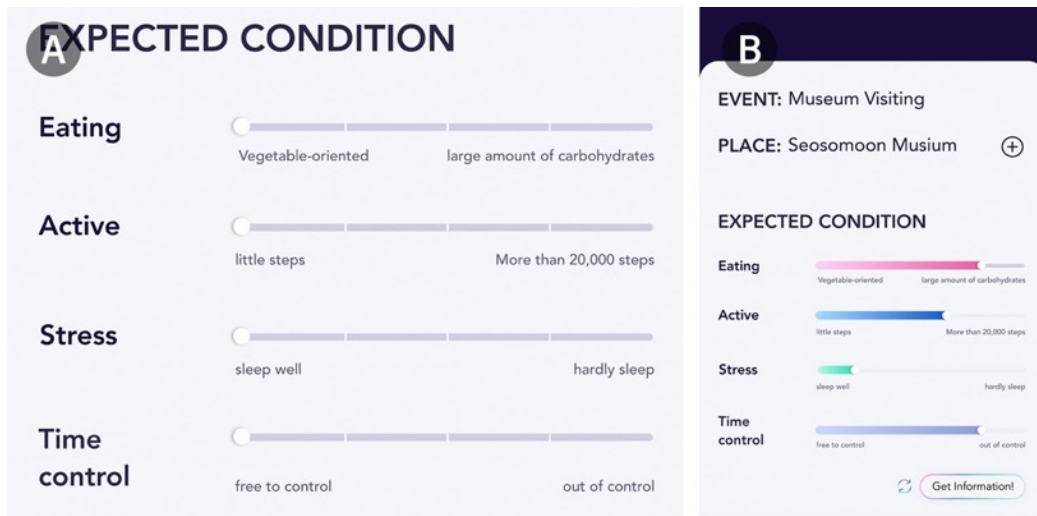 A
EXPECTED CONDITION
Eating
Vegetable-oriented large amount of carbohydrates
Active
little steps More than 20,000 steps
Stress
sleep well hardly sleep
Time
control
free to control out of control
B
EVENT: Museum Visiting
PLACE: Seosomoon Musium
EXPECTED CONDITION
Eating
Vegetable-oriented large amount of carbohydrates
Active
little steps More than 20,000 steps
Stress
sleep well hardly sleep
Time
control
free to control out of control
Get Information!